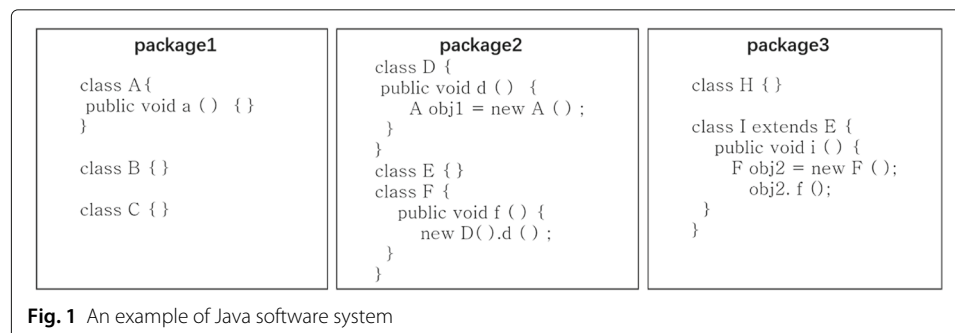 package1
class A{
public void a ( ) { }
}
class B { }
class C { }
package2
class D {
public void d ( ) {
A obj1 = new A ( ) ;
}
}
class E { }
class F {
public void f ( ) {
new D( ).d ( ) ;
}
}
package3
class H { }
class I extends E {
public void i ( ) {
F obj2 = new F ( );
obj2. f ();
}
}
Fig. 1 An example of Java software system